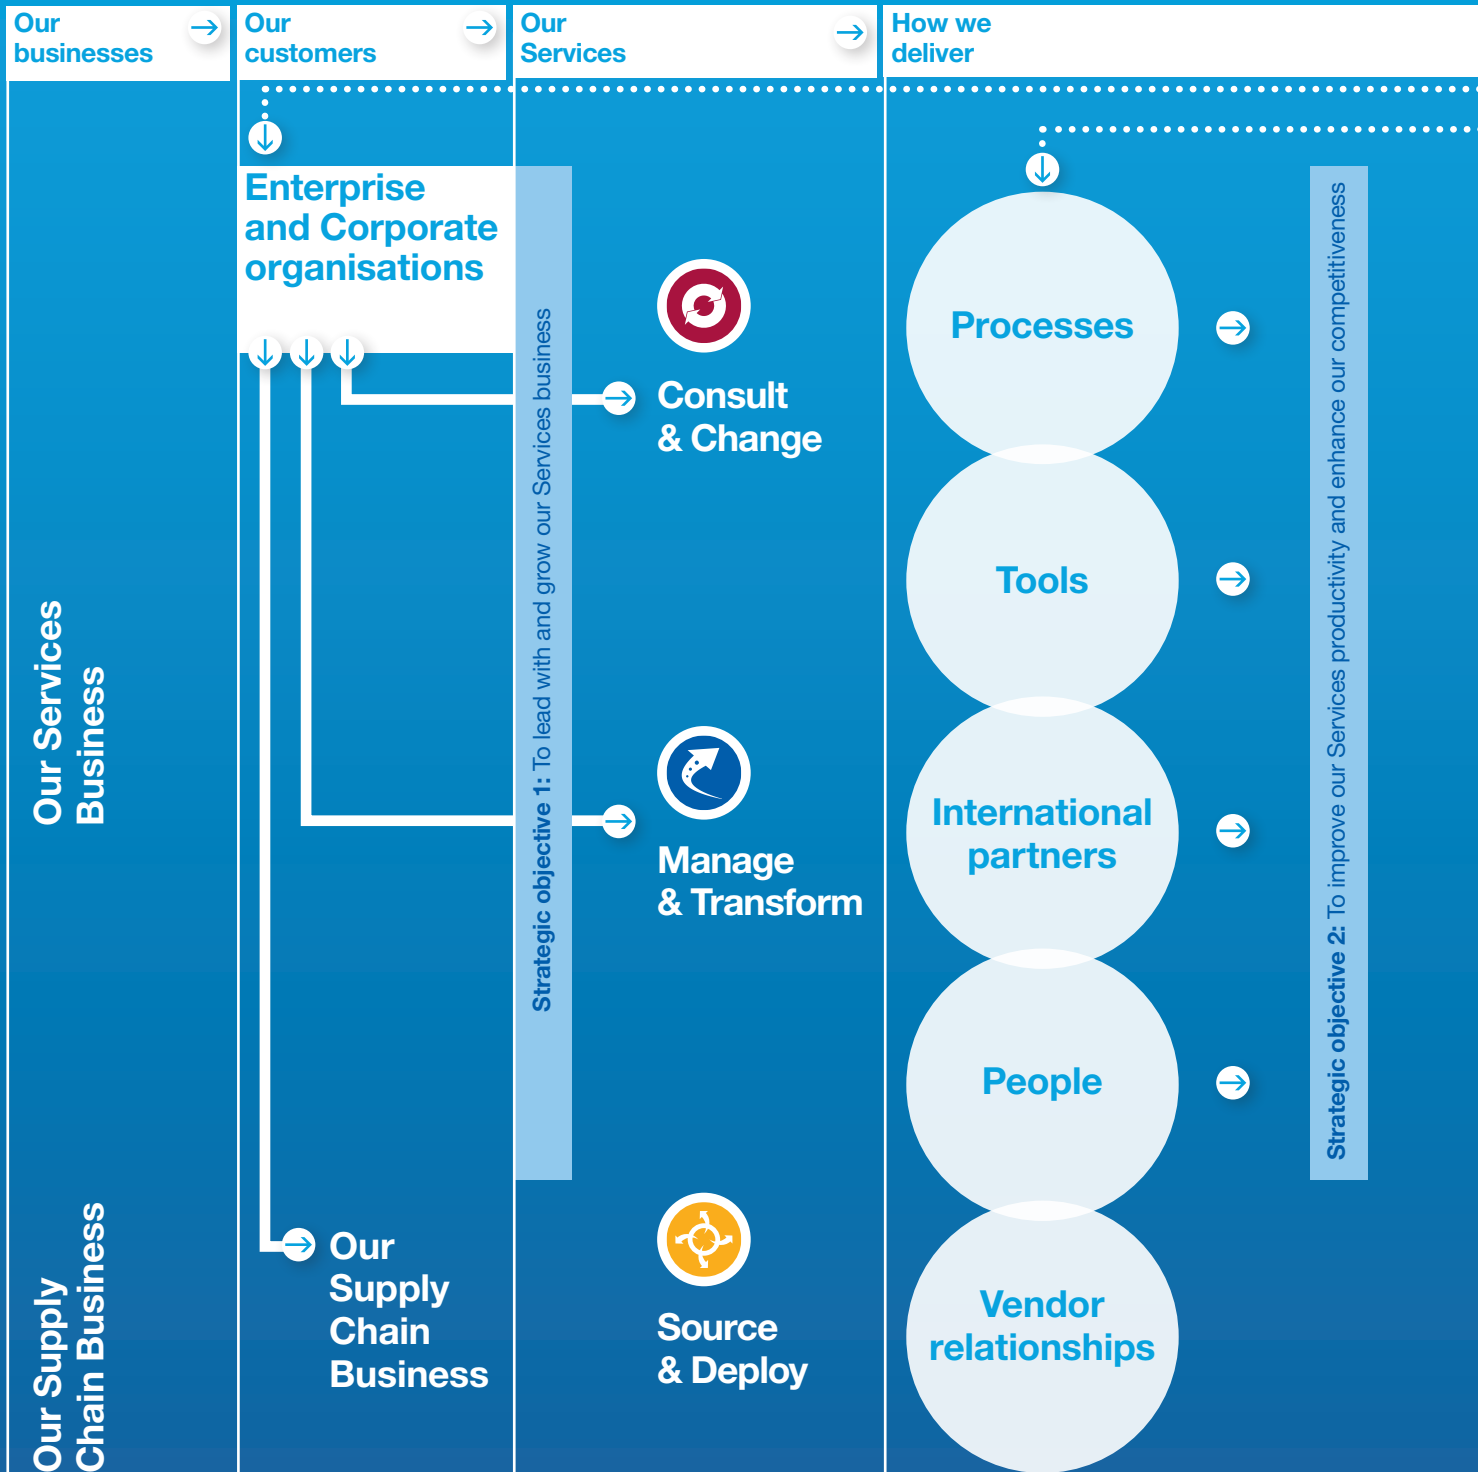 Our
businesses
Our
customers
Our
Services
How we
deliver
Our Services
Business
Our Supply
Chain Business
Enterprise
and Corporate
organisations
Our
Supply
Chain
Business
Strategic objective 1: To lead with and grow our Services business
Consult
& Change
Manage
& Transform
Source
& Deploy
Processes
Tools
International
partners
People
Vendor
relationships
Strategic objective 2: To improve our Services productivity and enhance our competitiveness